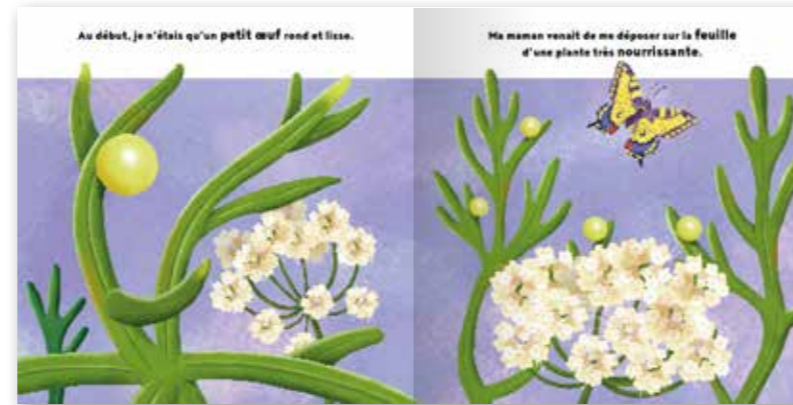 Au début, je n'étais qu'un petit œuf rond et lisse.
Ma maman venait de me déposer sur la feuille
d'une plante très nourrissante.